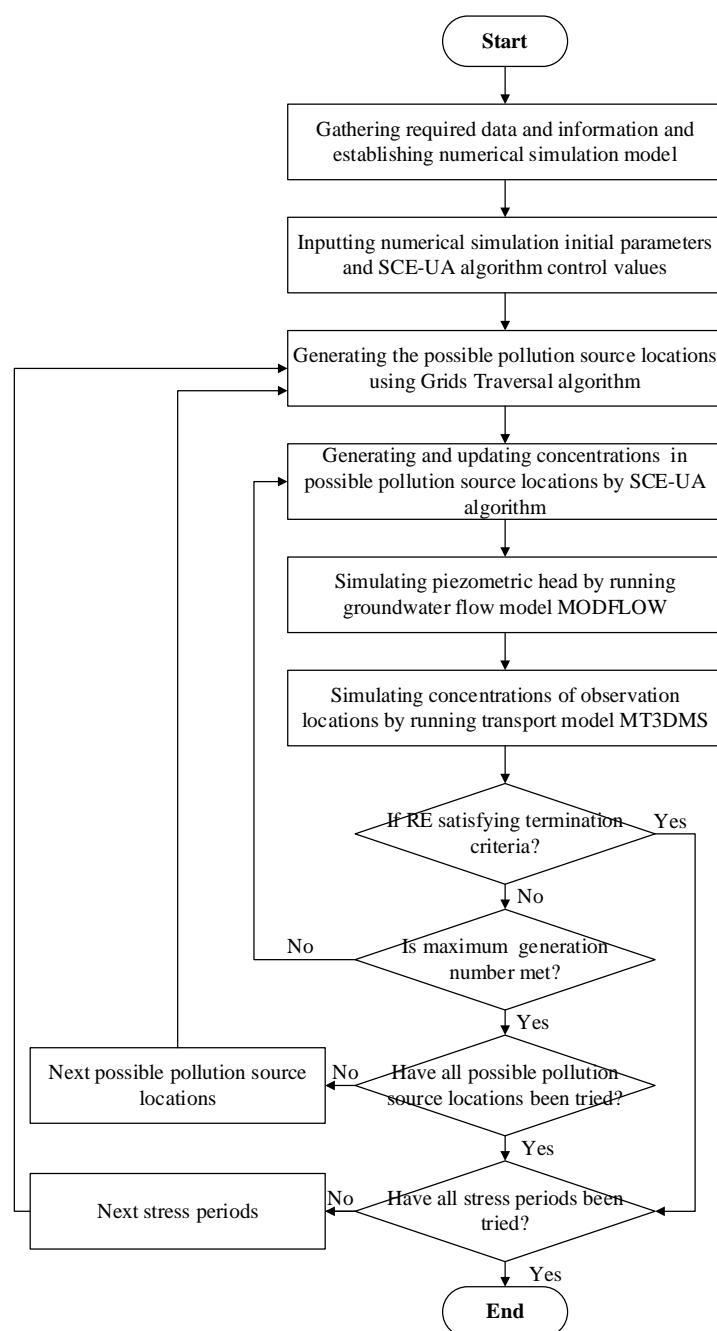 Start
Gathering required data and information and
establishing numerical simulation model
Inputting numerical simulation initial parameters
and SCE-UA algorithm control values
Generating the possible pollution source locations
using Grids Traversal algorithm
Generating and updating concentrations in
possible pollution source locations by SCE-UA
algorithm
Simulating piezometric head by running
groundwater flow model MODFLOW
Simulating concentrations of observation
locations by running transport model MT3DMS
If RE satisfying termination
criteria?
Yes
No
Is maximum generation
number met?
No
Yes
Have all possible pollution
source locations been tried?
No
Next possible pollution source
locations
Yes
Have all stress periods been
tried?
No
Next stress periods
Yes
End